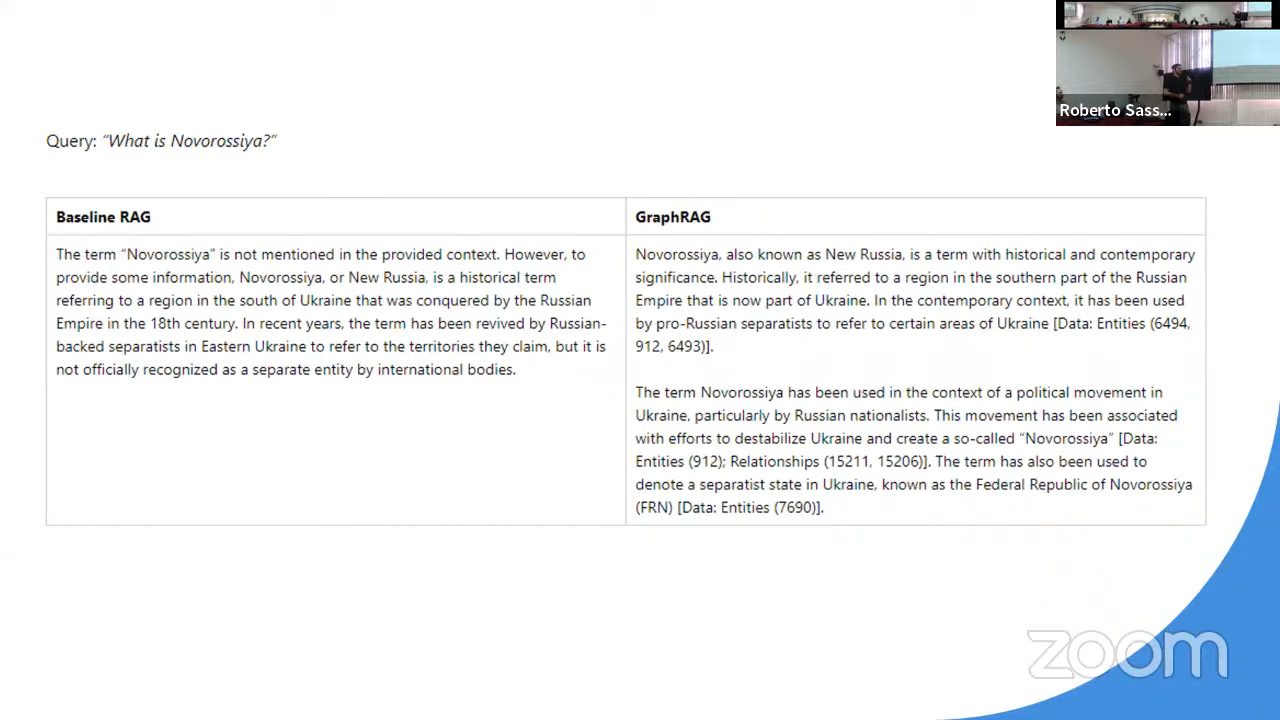 Roberto Sass...
Query: “What is Novorossiya?“
Baseline RAG
The term “Novorossiya” is not mentioned in the provided context. However, to
provide some information, Novorossiya, or New Russia, is a historical term
referring to a region in the south of Ukraine that was conquered by the Russian
Empire in the 18th century. In recent years, the term has been revived by Russian-
backed separatists in Eastern Ukraine to refer to the territories they claim, but it is
not officially recognized as a separate entity by international bodies.
GraphRAG
Novorossiya, also known as New Russia, is a term with historical and contemporary
significance. Historically, it referred to a region in the southern part of the Russian
Empire that is now part of Ukraine. In the contemporary context, it has been used
by pro-Russian separatists to refer to certain areas of Ukraine [Data: Entities (6494,
912, 6493)].
The term Novorossiya has been used in the context of a political movement in
Ukraine, particularly by Russian nationalists. This movement has been associated
with efforts to destabilize Ukraine and create a so-called “Novorossiya” [Data:
Entities (912); Relationships (15211, 15206)]. The term has also been used to
denote a separatist state in Ukraine, known as the Federal Republic of Novorossiya
(FRN) [Data: Entities (7690)].
zoom